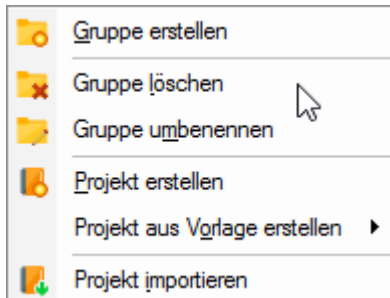 Gruppe erstellen
Gruppe löschen
Gruppe umbenennen
Projekt erstellen
Projekt aus Vorlage erstellen
Projekt importieren